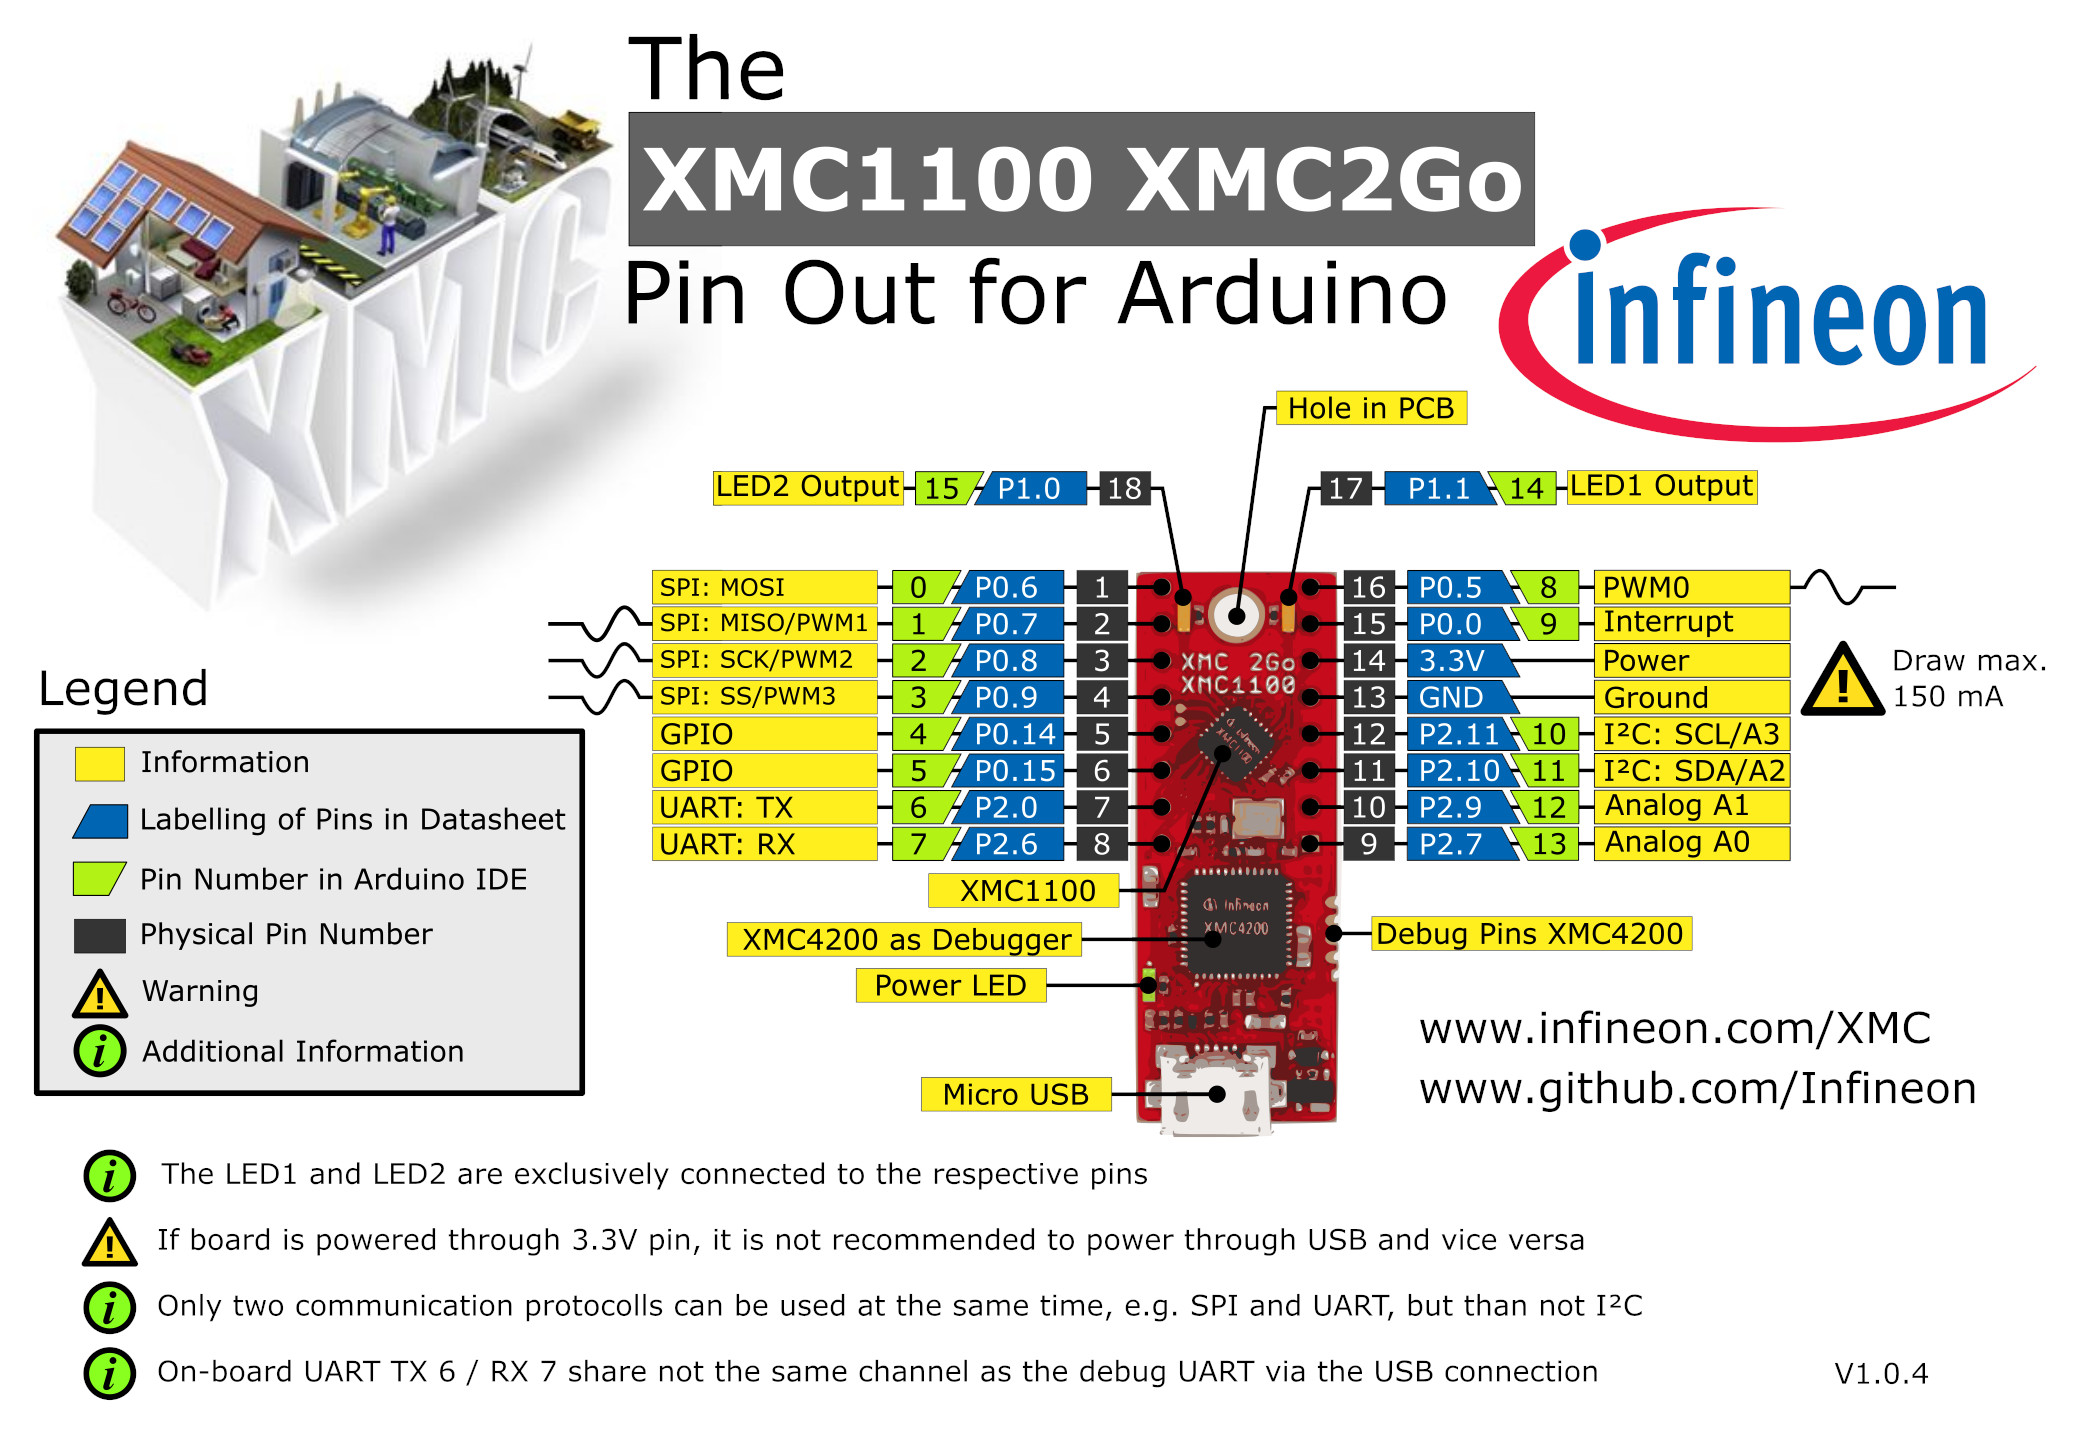 The
XMC1100 XMC2Go
Pin Out for Arduino
infineon
XMC
Hole in PCB
LED2 Output 15 P1.0 18
17 P1.1 14 LED1 Output
SPI: MOSI 0 P0.6 1
16 P0.5 8 PWM0
SPI: MISO/PWM1 1 P0.7 2
15 P0.0 9 Interrupt
SPI: SCK/PWM2 2 P0.8 3
14 3.3V Power
SPI: SS/PWM3 3 P0.9 4
13 GND Ground
GPIO 4 P0.14 5
12 P2.11 10 I²C: SCL/A3
GPIO 5 P0.15 6
11 P2.10 11 I²C: SDA/A2
UART: TX 6 P2.0 7
10 P2.9 12 Analog A1
UART: RX 7 P2.6 8
9 P2.7 13 Analog A0
Draw max.
150 mA
XMC 2Go
XMC1100
Infineon
XMC1100
XMC1100
Infineon
XMC4200
XMC4200 as Debugger
Debug Pins XMC4200
Power LED
Micro USB
Legend
Information
Labelling of Pins in Datasheet
Pin Number in Arduino IDE
Physical Pin Number
! Warning
i Additional Information
www.infineon.com/XMC
www.github.com/Infineon
i The LED1 and LED2 are exclusively connected to the respective pins
! If board is powered through 3.3V pin, it is not recommended to power through USB and vice versa
i Only two communication protocolls can be used at the same time, e.g. SPI and UART, but than not I²C
i On-board UART TX 6 / RX 7 share not the same channel as the debug UART via the USB connection
V1.0.4